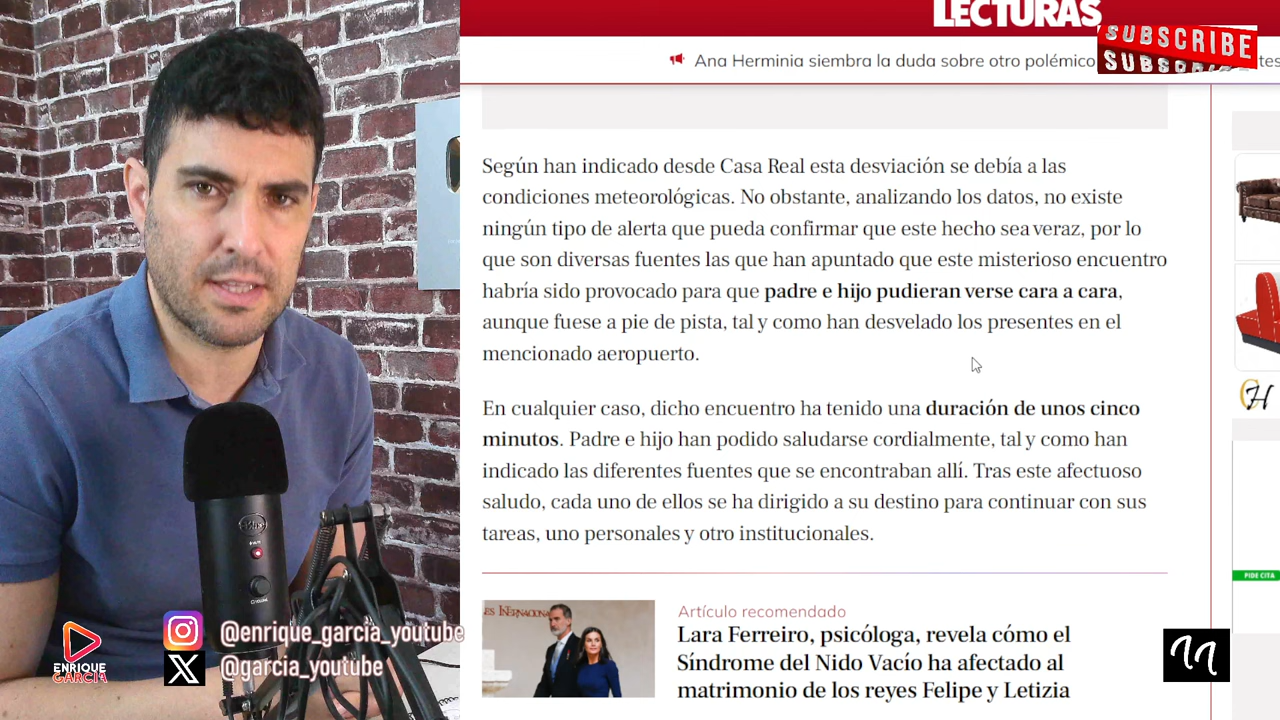 LECTURAS
SUBSCRIBE
SUBSCRIBE
Ana Herminia siembra la duda sobre otro polémico
Según han indicado desde Casa Real esta desviación se debía a las
condiciones meteorológicas. No obstante, analizando los datos, no existe
ningún tipo de alerta que pueda confirmar que este hecho sea veraz, por lo
que son diversas fuentes las que han apuntado que este misterioso encuentro
habría sido provocado para que padre e hijo pudieran verse cara a cara,
aunque fuese a pie de pista, tal y como han desvelado los presentes en el
mencionado aeropuerto.
En cualquier caso, dicho encuentro ha tenido una duración de unos cinco
minutos. Padre e hijo han podido saludarse cordialmente, tal y como han
indicado las diferentes fuentes que se encontraban allí. Tras este afectuoso
saludo, cada uno de ellos se ha dirigido a su destino para continuar con sus
tareas, uno personales y otro institucionales.
Artículo recomendado
Lara Ferreiro, psicóloga, revela cómo el
Síndrome del Nido Vacío ha afectado al
matrimonio de los reyes Felipe y Letizia
PIDE CITA
@enrique_garcia_youtube
@garcia_youtube
ENRIQUE
GARCIA